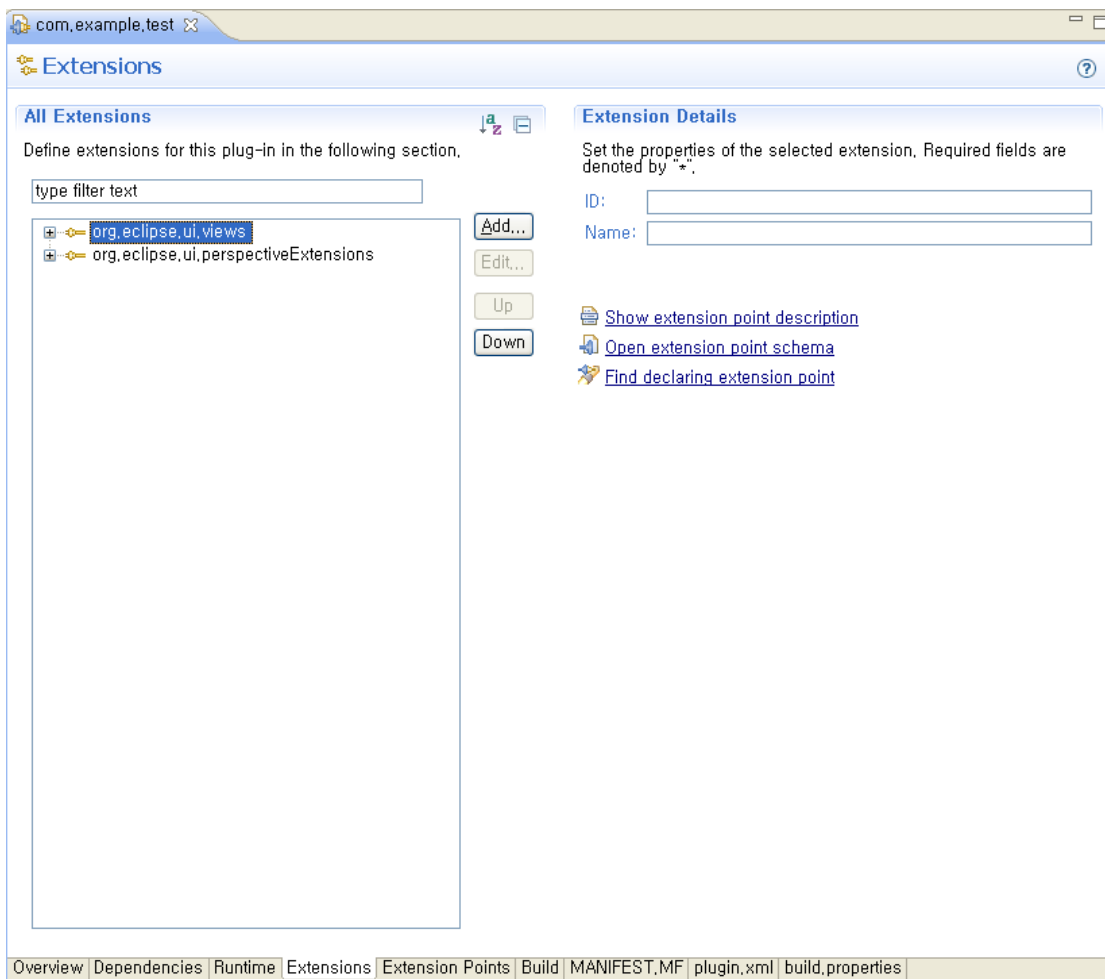 com.example.test
Extensions
All Extensions
Define extensions for this plug-in in the following section.
type filter text
org.eclipse.ui.views
org.eclipse.ui.perspectiveExtensions
Add...
Edit...
Up
Down
Extension Details
Set the properties of the selected extension. Required fields are
denoted by "*".
ID:
Name:
Show extension point description
Open extension point schema
Find declaring extension point
Overview Dependencies Runtime Extensions Extension Points Build MANIFEST.MF plugin.xml build.properties